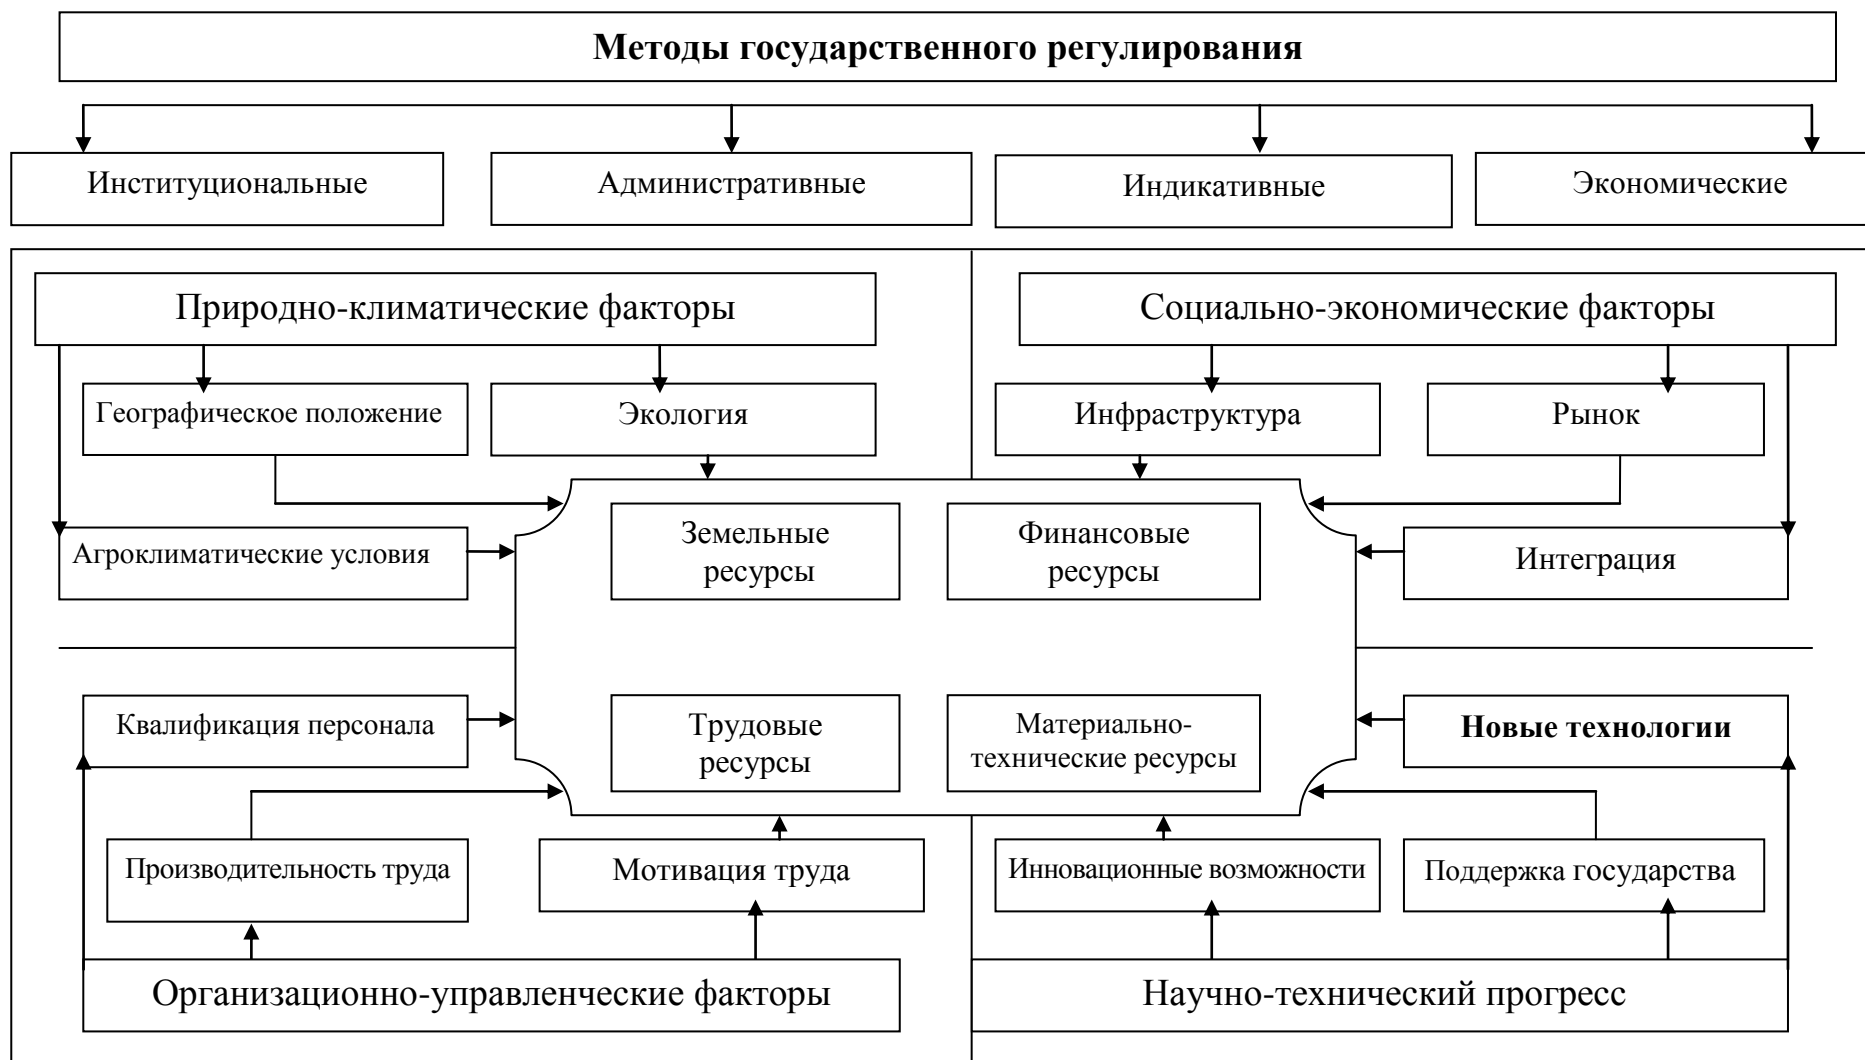 Методы государственного регулирования
Институциональные
Административные
Индикативные
Экономические
Природно-климатические факторы
Социально-экономические факторы
Географическое положение
Экология
Инфраструктура
Рынок
Агроклиматические условия
Земельные
ресурсы
Финансовые
ресурсы
Интеграция
Квалификация персонала
Трудовые
ресурсы
Материально-
технические ресурсы
Новые технологии
Производительность труда
Мотивация труда
Инновационные возможности
Поддержка государства
Организационно-управленческие факторы
Научно-технический прогресс